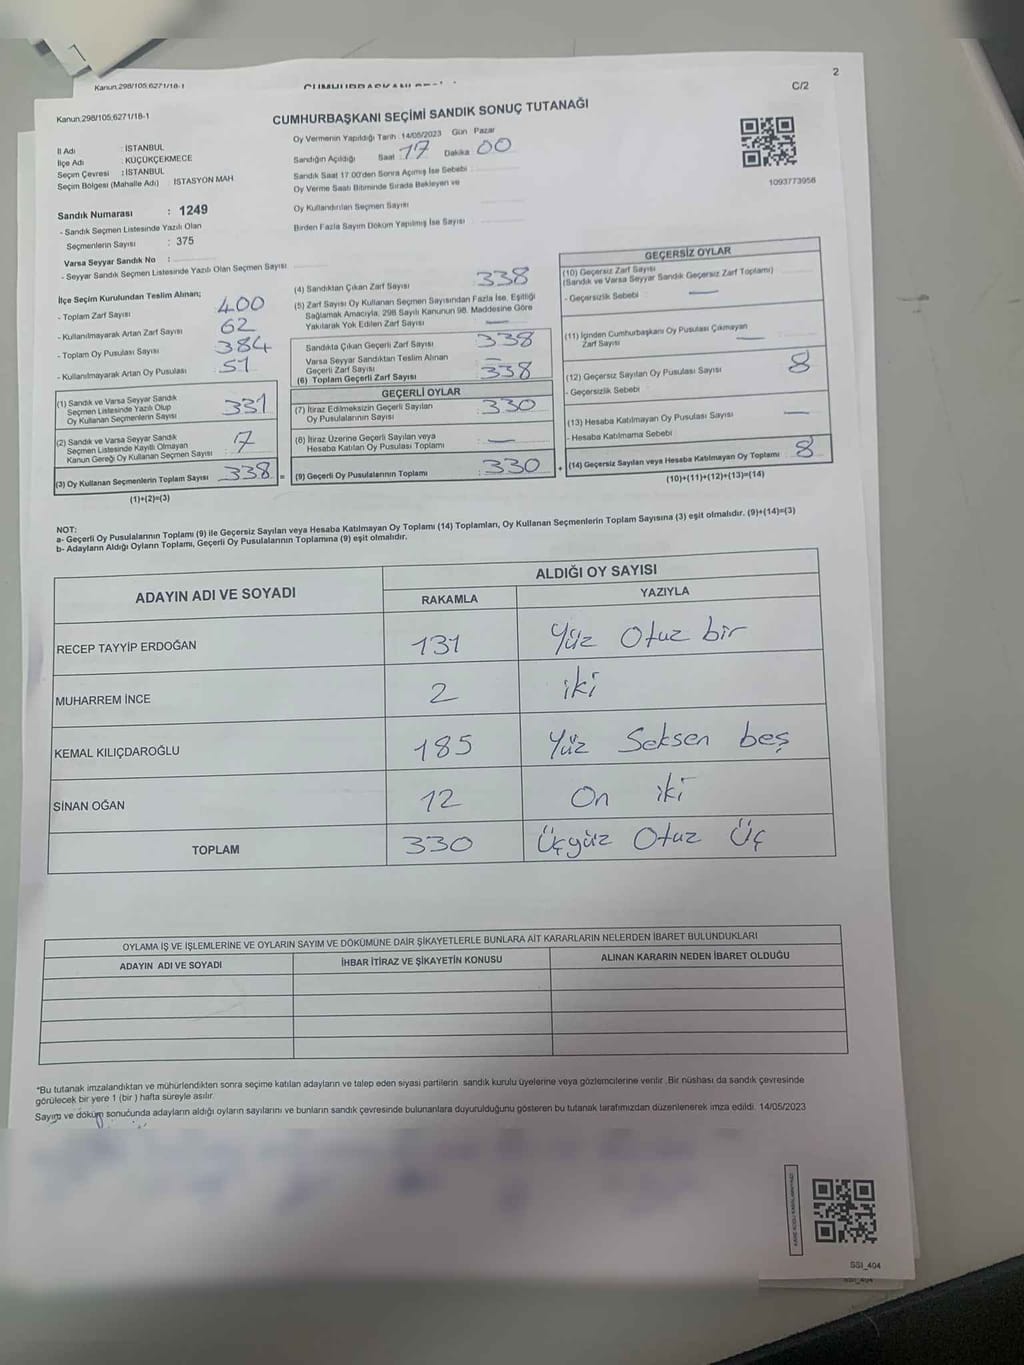 2
C/2
Kanun.298/105;6271/18-1
Kanun.298/105;6271/18-1
CUMHURBAŞKANI SEÇİMİ SANDIK SONUÇ TUTANAĞI
Oy Vermenin Yapıldığı Tarih :14/05/2023 Gün Pazar
Sandığın Açıldığı Saat 17 Dakika 00
Sandık Saat 17:00'den Sonra Açımış İse Sebebi
Oy Verme Saati Bitiminde Sırada Bekleyen ve
Oy Kullandırılan Seçmen Sayısı
Birden Fazla Sayım Döküm Yapılmış İse Sayısı
1093773958
İl Adı : İSTANBUL
İlçe Adı : KÜÇÜKÇEKMECE
Seçim Çevresi : İSTANBUL
Seçim Bölgesi (Mahalle Adı) : İSTASYON MAH
Sandık Numarası : 1249
- Sandık Seçmen Listesinde Yazılı Olan
Seçmenlerin Sayısı : 375
Varsa Seyyar Sandık No :
- Seyyar Sandık Seçmen Listesinde Yazılı Olan Seçmen Sayısı
İlçe Seçim Kurulundan Teslim Alınan;
- Toplam Zarf Sayısı 400
- Kullanılmayarak Artan Zarf Sayısı 62
- Toplam Oy Pusulası Sayısı 384
- Kullanılmayarak Artan Oy Pusulası 51
(1) Sandık ve Varsa Seyyar Sandık
Seçmen Listesinde Yazılı Olup
Oy Kullanan Seçmenlerin Sayısı 331
(2) Sandık ve Varsa Seyyar Sandık
Seçmen Listesinde Kayıtlı Olmayan
Kanun Gereği Oy Kullanan Seçmen Sayısı 7
(3) Oy Kullanan Seçmenlerin Toplam Sayısı 338 =
(1)+(2)=(3)
(4) Sandıktan Çıkan Zarf Sayısı 338
(5) Zarf Sayısı Oy Kullanan Seçmen Sayısından Fazla İse, Eşitliği
Sağlamak Amacıyla, 298 Sayılı Kanunun 98. Maddesine Göre
Yakılarak Yok Edilen Zarf Sayısı —
Sandıkta Çıkan Geçerli Zarf Sayısı 338
Varsa Seyyar Sandıktan Teslim Alınan
Geçerli Zarf Sayısı —
(6) Toplam Geçerli Zarf Sayısı 338
GEÇERLİ OYLAR
(7) İtiraz Edilmeksizin Geçerli Sayılan
Oy Pusulalarının Sayısı 330
(8) İtiraz Üzerine Geçerli Sayılan veya
Hesaba Katılan Oy Pusulası Toplamı —
(9) Geçerli Oy Pusulalarının Toplamı 330 +
GEÇERSİZ OYLAR
(10) Geçersiz Zarf Sayısı
(Sandık ve Varsa Seyyar Sandık Geçersiz Zarf Toplamı)
- Geçersizlik Sebebi —
(11) İçinden Cumhurbaşkanı Oy Pusulası Çıkmayan
Zarf Sayısı —
(12) Geçersiz Sayılan Oy Pusulası Sayısı 8
- Geçersizlik Sebebi
(13) Hesaba Katılmayan Oy Pusulası Sayısı —
- Hesaba Katılmama Sebebi
(14) Geçersiz Sayılan veya Hesaba Katılmayan Oy Toplamı 8
(10)+(11)+(12)+(13)=(14)
NOT:
a- Geçerli Oy Pusulalarının Toplamı (9) ile Geçersiz Sayılan veya Hesaba Katılmayan Oy Toplamı (14) Toplamları, Oy Kullanan Seçmenlerin Toplam Sayısına (3) eşit olmalıdır. (9)+(14)=(3)
b- Adayların Aldığı Oyların Toplamı, Geçerli Oy Pusulalarının Toplamına (9) eşit olmalıdır.
ADAYIN ADI VE SOYADI
ALDIĞI OY SAYISI
RAKAMLA YAZIYLA
RECEP TAYYİP ERDOĞAN 131 Yüz Otuz bir
MUHARREM İNCE 2 iki
KEMAL KILIÇDAROĞLU 185 Yüz Seksen beş
SİNAN OĞAN 12 On iki
TOPLAM 330 Üçyüz Otuz Üç
OYLAMA İŞ VE İŞLEMLERİNE VE OYLARIN SAYIM VE DÖKÜMÜNE DAİR ŞİKAYETLERLE BUNLARA AİT KARARLARIN NELERDEN İBARET BULUNDUKLARI
ADAYIN ADI VE SOYADI İHBAR İTİRAZ VE ŞİKAYETİN KONUSU ALINAN KARARIN NEDEN İBARET OLDUĞU
*Bu tutanak imzalandıktan ve mühürlendikten sonra seçime katılan adayların ve talep eden siyasi partilerin sandık kurulu üyelerine veya gözlemcilerine verilir .Bir nüshası da sandık çevresinde
görülecek bir yere 1 (bir ) hafta süreyle asılır.
Sayım ve döküm sonucunda adayların aldığı oyların sayılarını ve bunların sandık çevresinde bulunanlara duyurulduğunu gösteren bu tutanak tarafımızdan düzenlenerek imza edildi. 14/05/2023
SSI_404
SSI_404